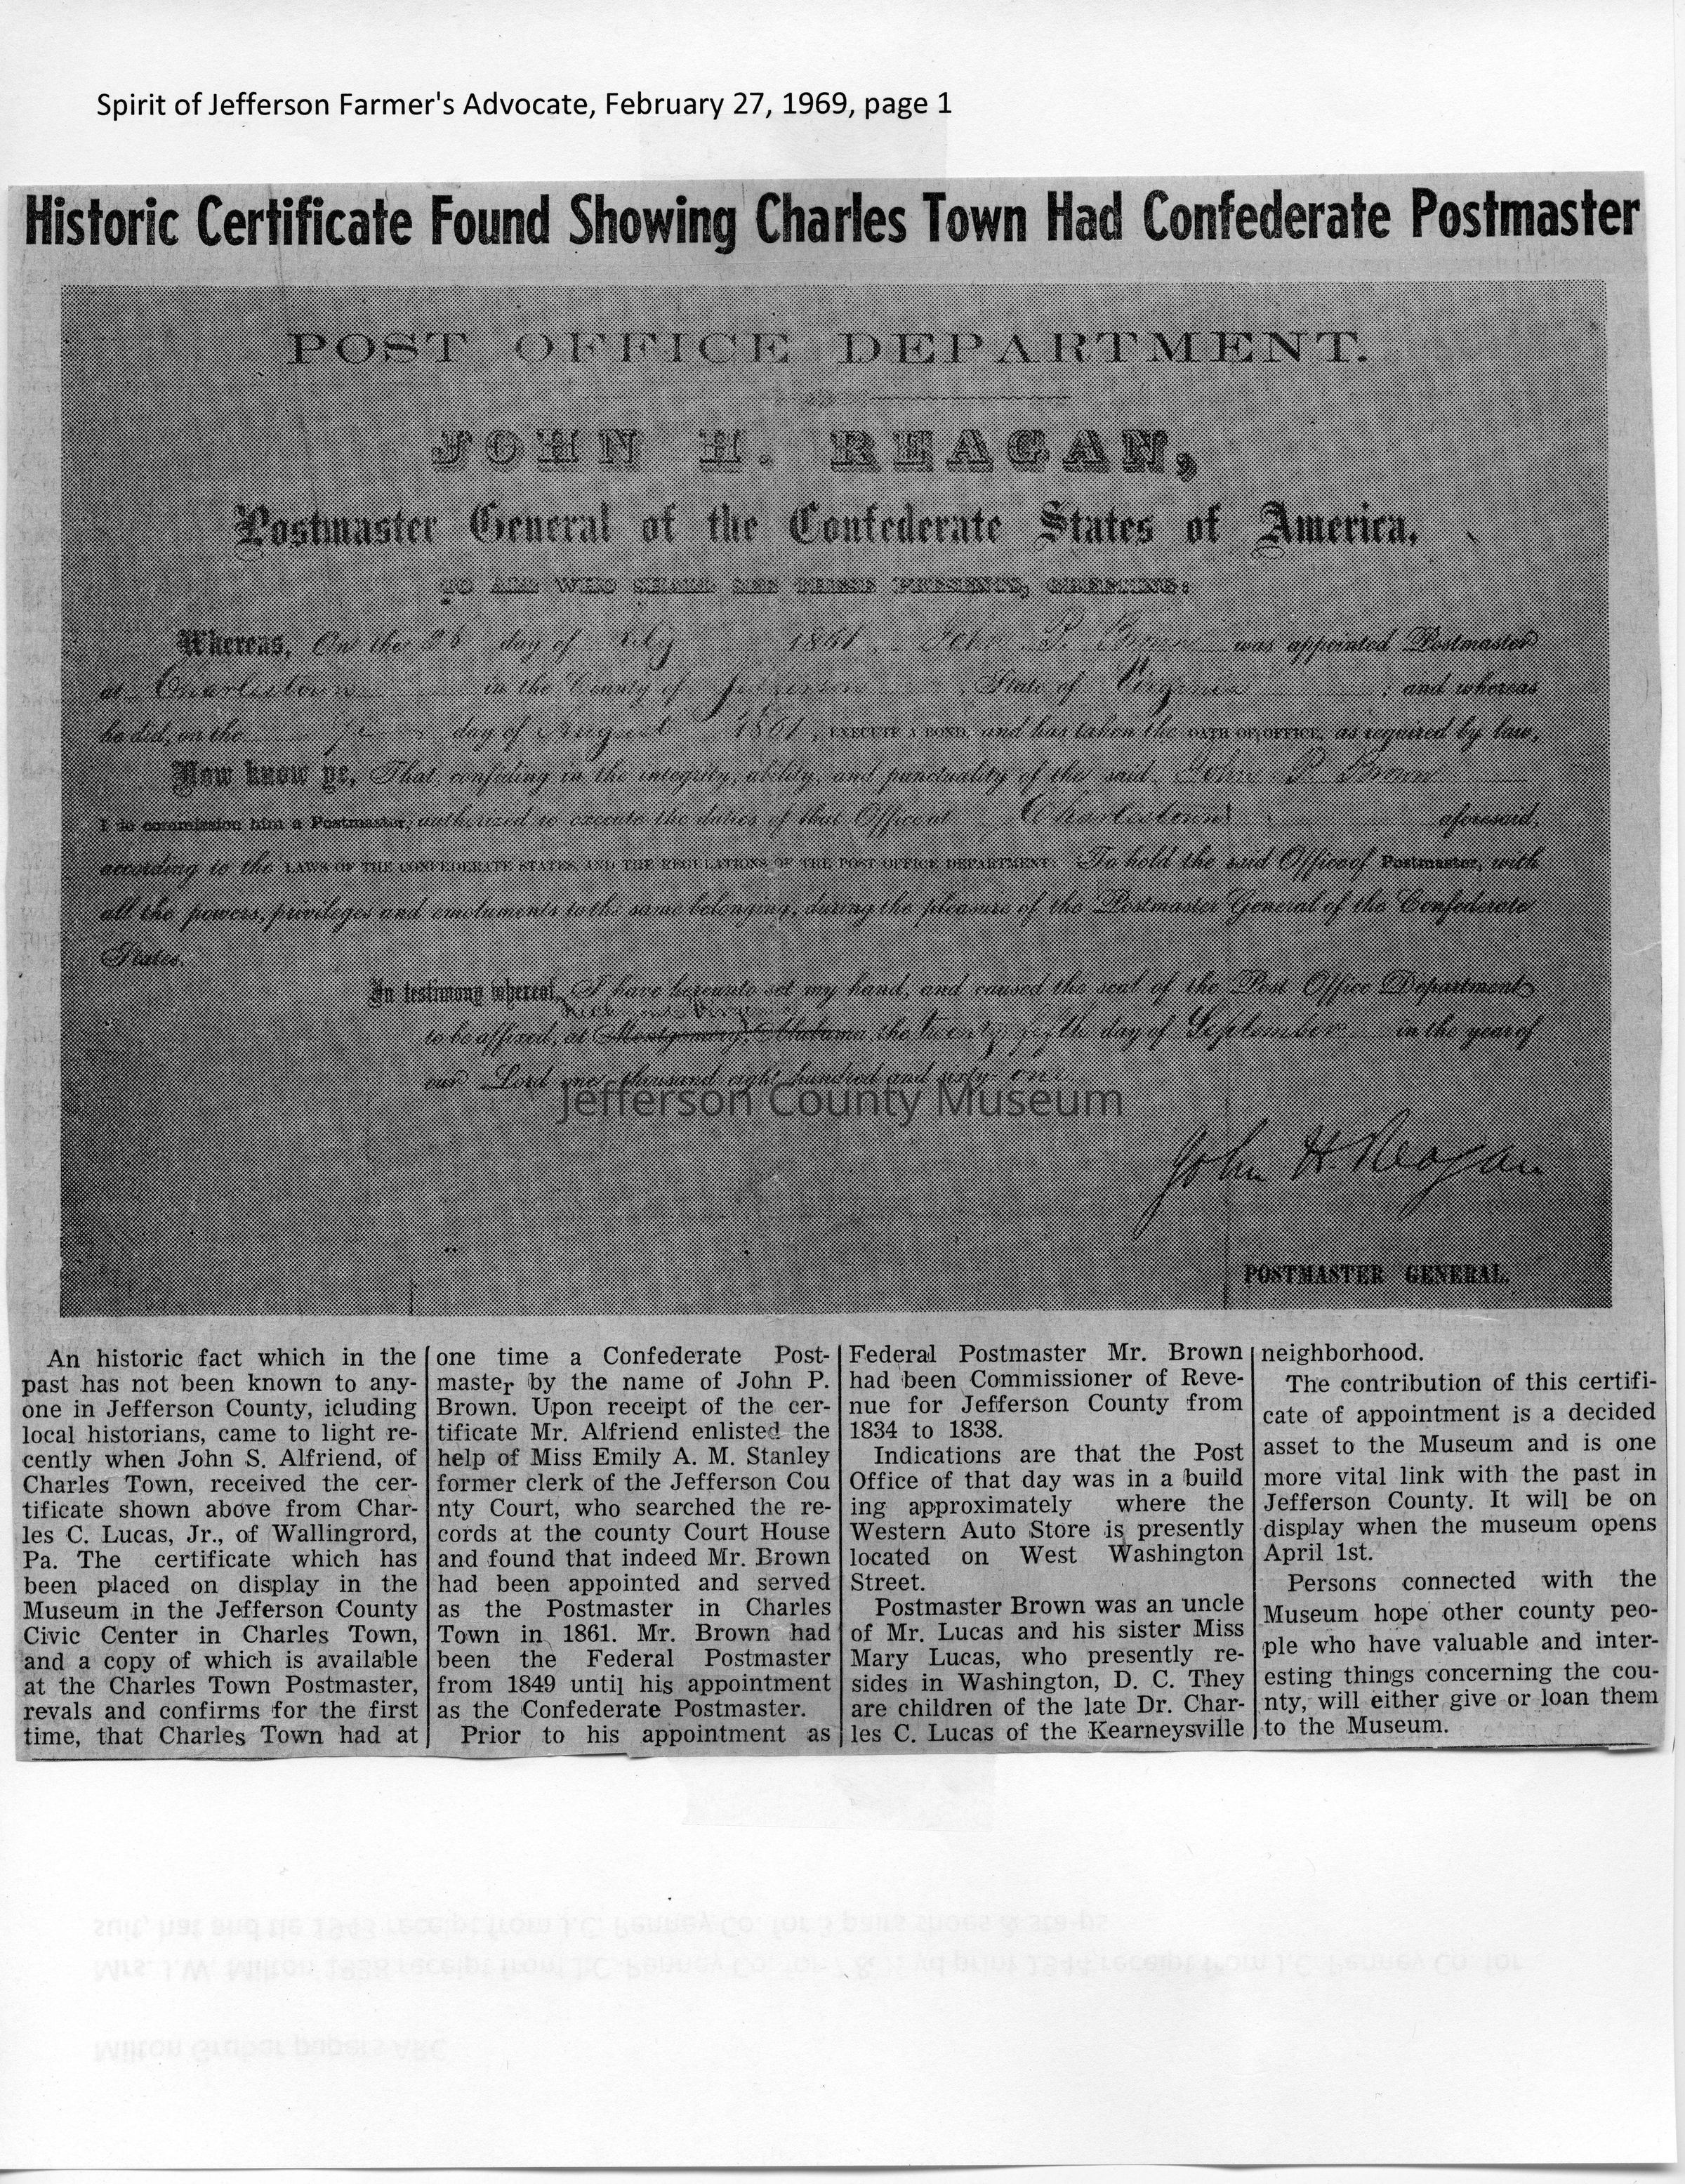 Spirit of Jefferson Farmer's Advocate, February 27, 1969, page 1
Historic Certificate Found Showing Charles Town Had Confederate Postmaster
POST OFFICE DEPARTMENT.
JOHN H. REAGAN,
Postmaster General of the Confederate States of America,
TO ALL WHO SHALL SEE THESE PRESENTS, GREETING:
Whereas, On the 26 day of July 1861, John P. Brown was appointed Postmaster
at Charlestown in the County of Jefferson, State of Virginia; and whereas
he did, on the day of August 1861, EXECUTE A BOND, and has taken the OATH OF OFFICE, as required by law,
Now know ye, That, confiding in the integrity, ability, and punctuality of the said John P. Brown
I do commission him a Postmaster, authorized to execute the duties of that Office at Charlestown aforesaid,
according to the LAWS OF THE CONFEDERATE STATES, AND THE REGULATIONS OF THE POST OFFICE DEPARTMENT: To hold the said Office of Postmaster, with
all the powers, privileges and emoluments to the same belonging, during the pleasure of the Postmaster General of the Confederate
States.
In testimony whereof, I have hereunto set my hand, and caused the seal of the Post Office Department
to be affixed, at Montgomery, Alabama, the twenty fifth day of September in the year of
our Lord one thousand eight hundred and sixty-one.
Jefferson County Museum
John H. Reagan
POSTMASTER GENERAL.
An historic fact which in the
past has not been known to any-
one in Jefferson County, icluding
local historians, came to light re-
cently when John S. Alfriend, of
Charles Town, received the cer-
tificate shown above from Char-
les C. Lucas, Jr., of Wallingrord,
Pa. The certificate which has
been placed on display in the
Museum in the Jefferson County
Civic Center in Charles Town,
and a copy of which is available
at the Charles Town Postmaster,
revals and confirms for the first
time, that Charles Town had at
one time a Confederate Post-
master by the name of John P.
Brown. Upon receipt of the cer-
tificate Mr. Alfriend enlisted the
help of Miss Emily A. M. Stanley
former clerk of the Jefferson Cou
nty Court, who searched the re-
cords at the county Court House
and found that indeed Mr. Brown
had been appointed and served
as the Postmaster in Charles
Town in 1861. Mr. Brown had
been the Federal Postmaster
from 1849 until his appointment
as the Confederate Postmaster.
Prior to his appointment as
Federal Postmaster Mr. Brown
had been Commissioner of Reve-
nue for Jefferson County from
1834 to 1838.
Indications are that the Post
Office of that day was in a build
ing approximately where the
Western Auto Store is presently
located on West Washington
Street.
Postmaster Brown was an uncle
of Mr. Lucas and his sister Miss
Mary Lucas, who presently re-
sides in Washington, D. C. They
are children of the late Dr. Char-
les C. Lucas of the Kearneysville
neighborhood.
The contribution of this certifi-
cate of appointment is a decided
asset to the Museum and is one
more vital link with the past in
Jefferson County. It will be on
display when the museum opens
April 1st.
Persons connected with the
Museum hope other county peo-
ple who have valuable and inter-
esting things concerning the cou-
nty, will either give or loan them
to the Museum.